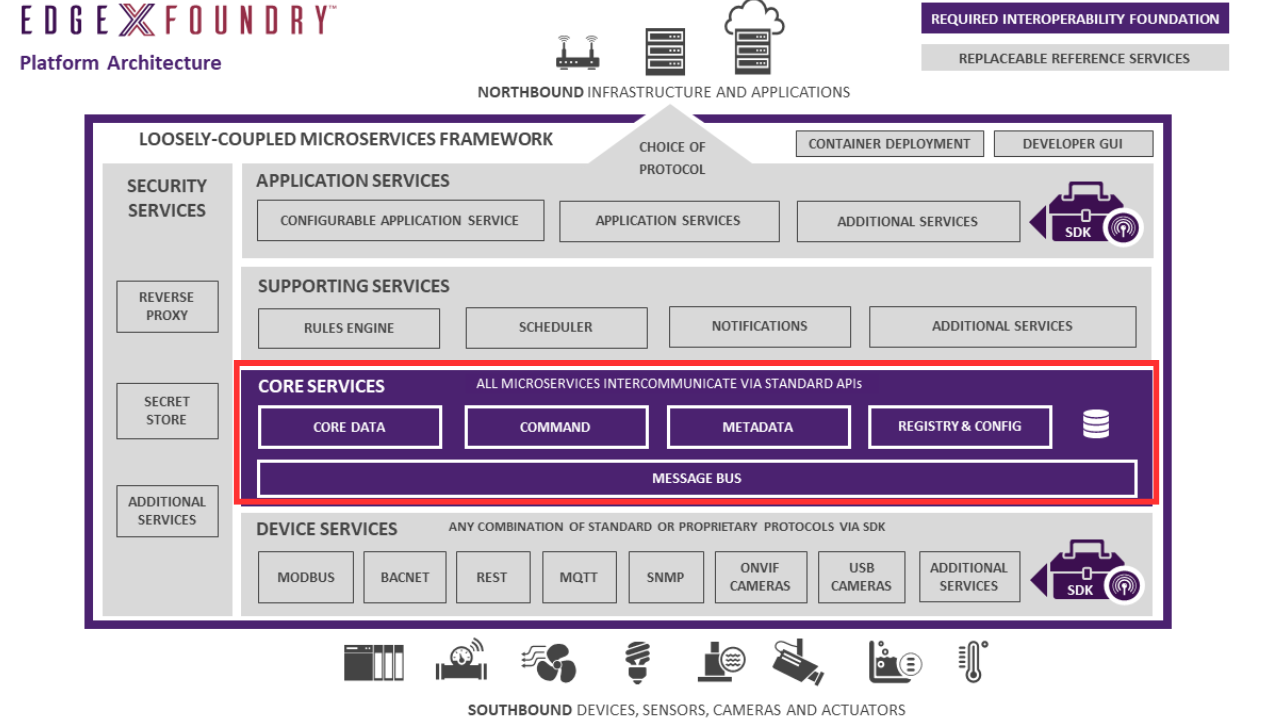 EDGE X FOUNDRY™
Platform Architecture
REQUIRED INTEROPERABILITY FOUNDATION
REPLACEABLE REFERENCE SERVICES
NORTHBOUND INFRASTRUCTURE AND APPLICATIONS
LOOSELY-COUPLED MICROSERVICES FRAMEWORK
CHOICE OF
PROTOCOL
CONTAINER DEPLOYMENT
DEVELOPER GUI
SECURITY
SERVICES
REVERSE
PROXY
SECRET
STORE
ADDITIONAL
SERVICES
APPLICATION SERVICES
CONFIGURABLE APPLICATION SERVICE
APPLICATION SERVICES
ADDITIONAL SERVICES
SDK
SUPPORTING SERVICES
RULES ENGINE
SCHEDULER
NOTIFICATIONS
ADDITIONAL SERVICES
CORE SERVICES
ALL MICROSERVICES INTERCOMMUNICATE VIA STANDARD APIs
CORE DATA
COMMAND
METADATA
REGISTRY & CONFIG
MESSAGE BUS
DEVICE SERVICES
ANY COMBINATION OF STANDARD OR PROPRIETARY PROTOCOLS VIA SDK
MODBUS
BACNET
REST
MQTT
SNMP
ONVIF
CAMERAS
USB
CAMERAS
ADDITIONAL
SERVICES
SDK
SOUTHBOUND DEVICES, SENSORS, CAMERAS AND ACTUATORS